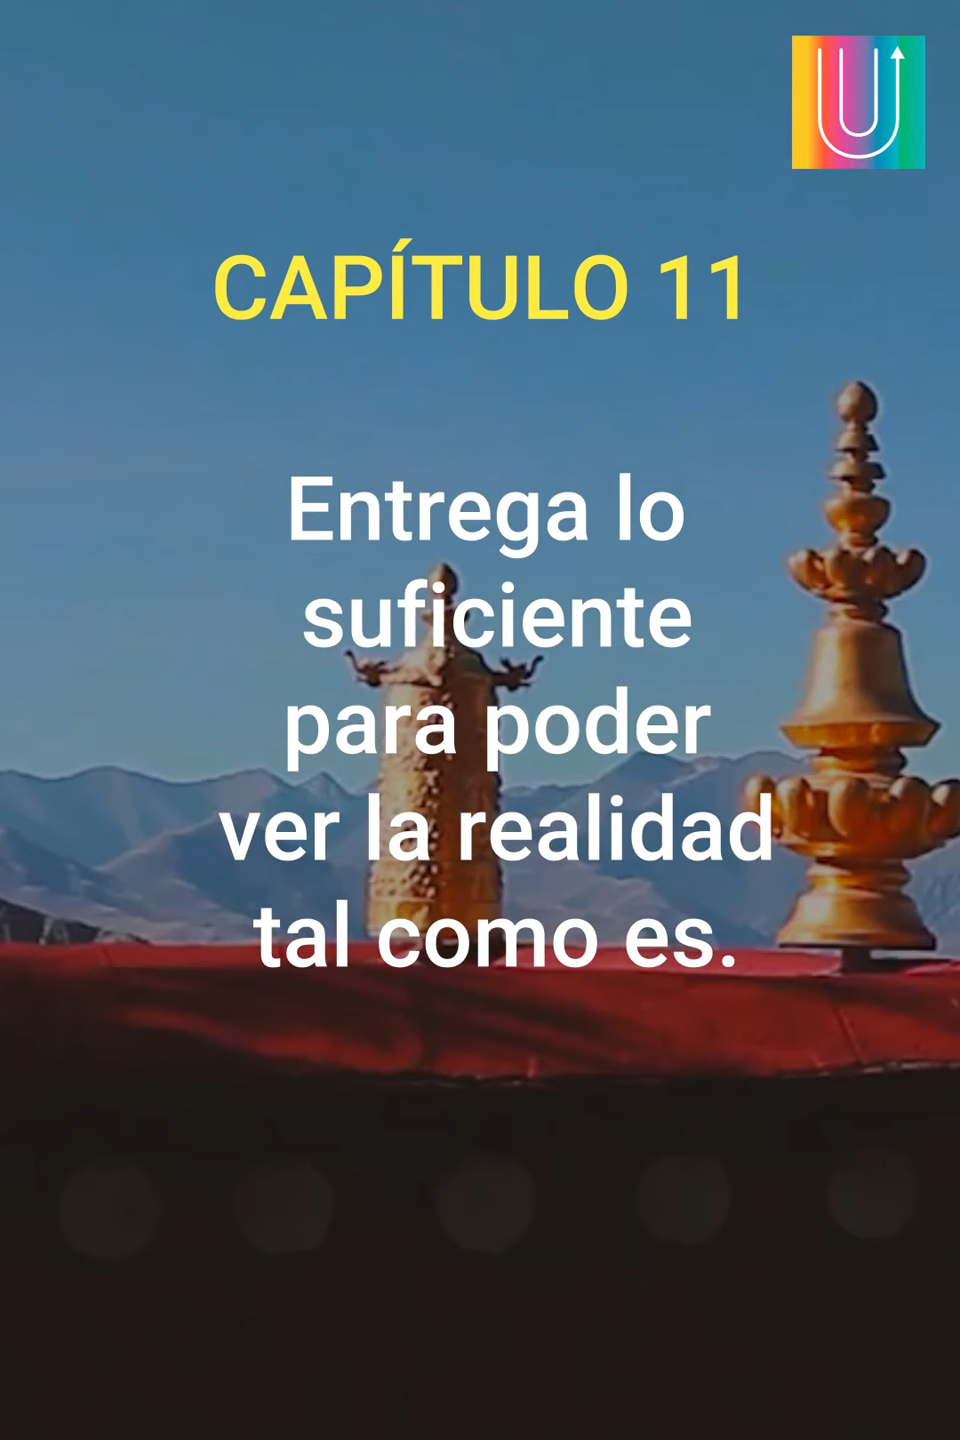 CAPÍTULO 11
Entrega lo
suficiente
para poder
ver la realidad
tal como es.